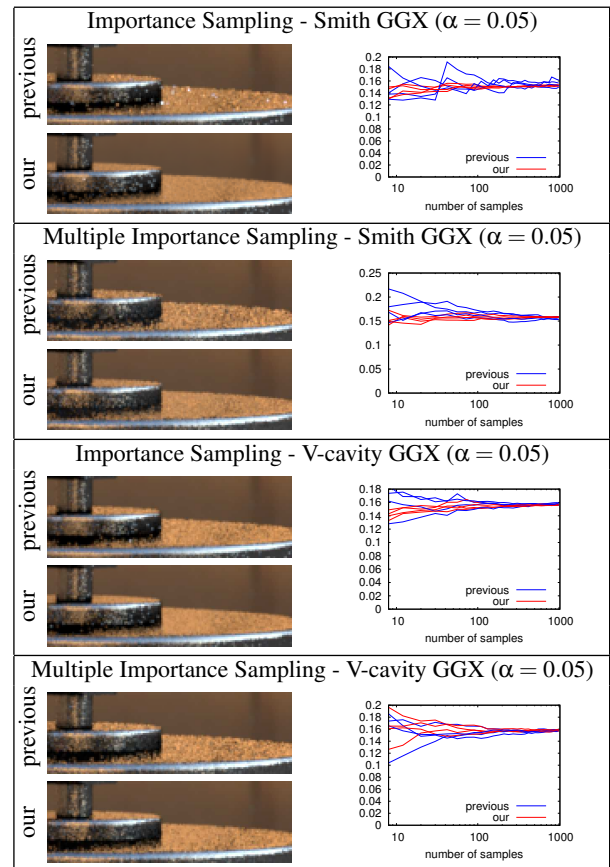 Importance Sampling - Smith GGX (α = 0.05)
previous
our
0.2
0.18
0.16
0.14
0.12
0.1
0.08
0.06
0.04
0.02
0
previous
our
10 100 1000
number of samples
Multiple Importance Sampling - Smith GGX (α = 0.05)
previous
our
0.25
0.2
0.15
0.1
0.05
0
previous
our
10 100 1000
number of samples
Importance Sampling - V-cavity GGX (α = 0.05)
previous
our
0.18
0.16
0.14
0.12
0.1
0.08
0.06
0.04
0.02
0
previous
our
10 100 1000
number of samples
Multiple Importance Sampling - V-cavity GGX (α = 0.05)
previous
our
0.2
0.18
0.16
0.14
0.12
0.1
0.08
0.06
0.04
0.02
0
previous
our
10 100 1000
number of samples